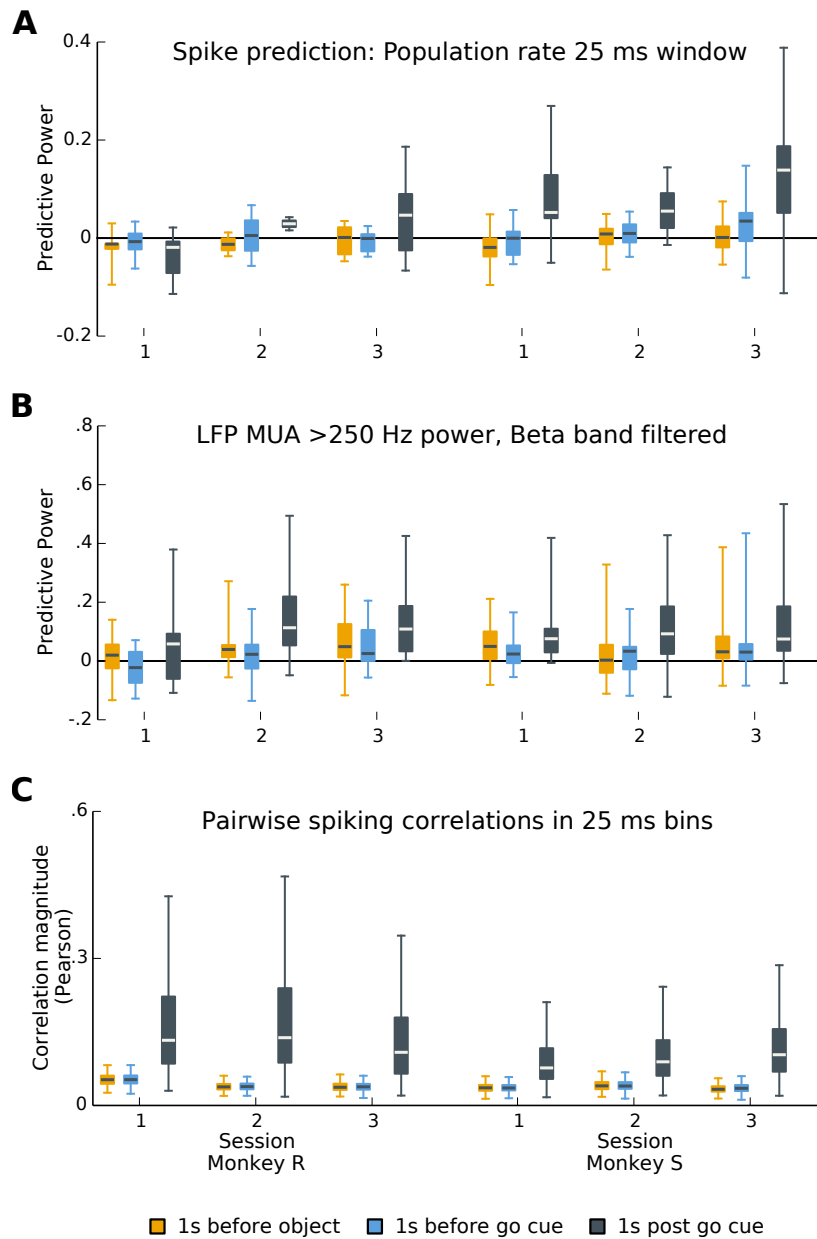 A
Spike prediction: Population rate 25 ms window
Predictive Power
0.4
0.2
0
-0.2
1 2 3 1 2 3
B
LFP MUA >250 Hz power, Beta band filtered
Predictive Power
.8
.6
.4
.2
0
-.2
1 2 3 1 2 3
C
Pairwise spiking correlations in 25 ms bins
Correlation magnitude
(Pearson)
.6
.3
0
1 2 3 1 2 3
Session Session
Monkey R Monkey S
1s before object 1s before go cue 1s post go cue